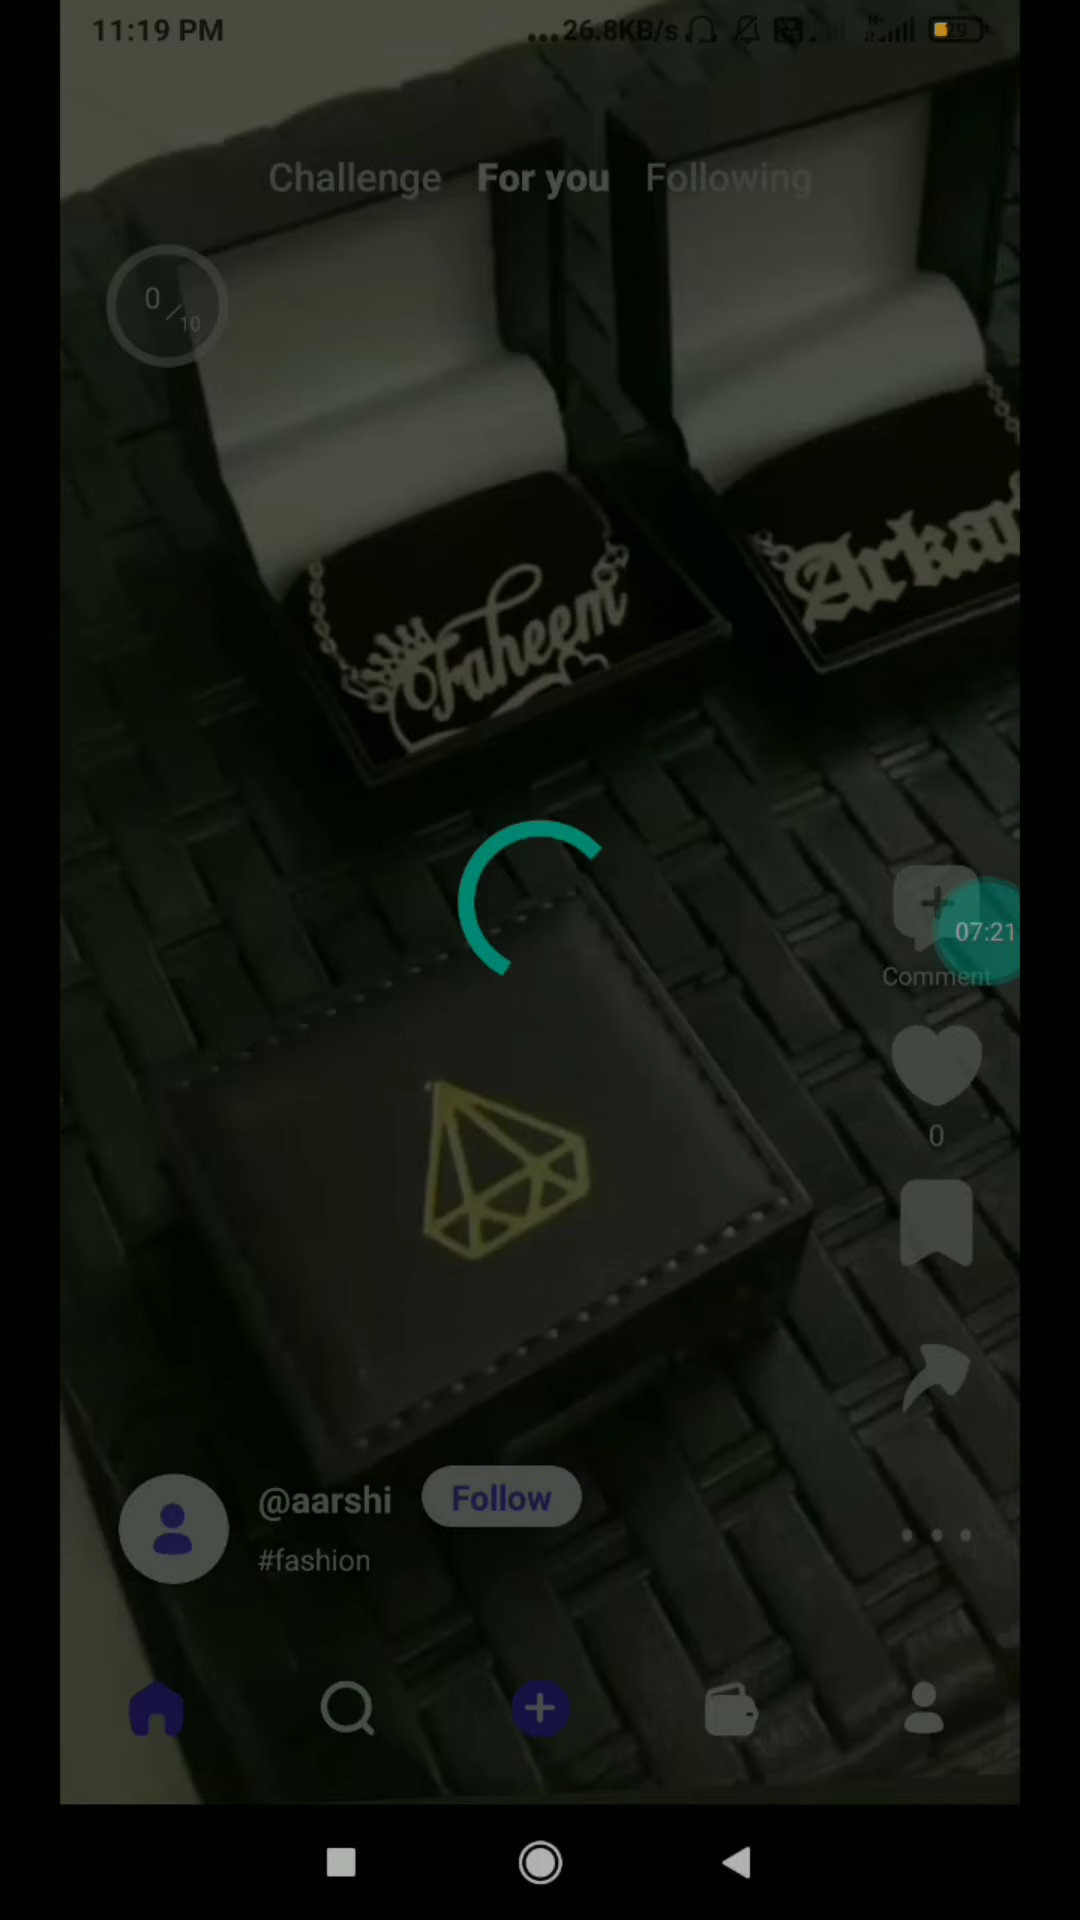 11:19 PM
...26.8KB/s
29
Challenge For you Following
0/10
Faheem
07:21
Comment
0
@aarshi Follow
#fashion